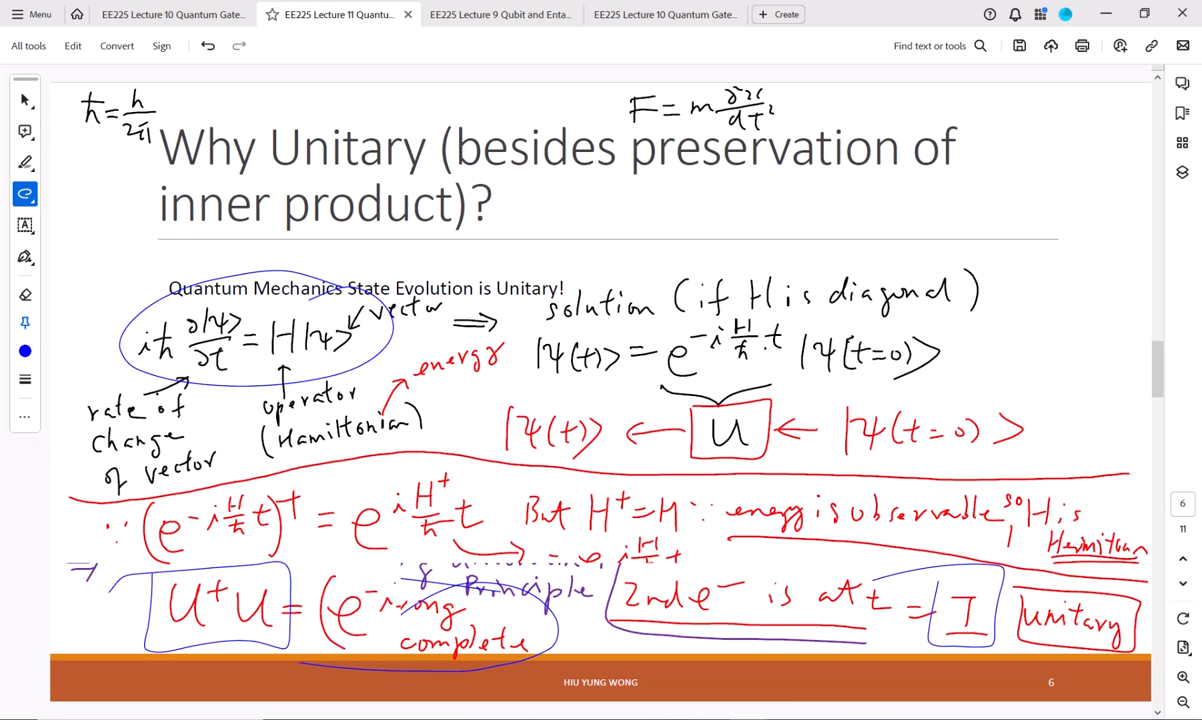 Menu
EE225 Lecture 10 Quantum Gate...
EE225 Lecture 11 Quantu...
EE225 Lecture 9 Qubit and Enta...
EE225 Lecture 10 Quantum Gate...
+ Create
All tools
Edit
Convert
Sign
Find text or tools
ħ = h/2π
F = m ∂²x/dt²
Why Unitary (besides preservation of
inner product)?
Quantum Mechanics State Evolution is Unitary!
iħ ∂|Ψ>/∂t = H|Ψ>
vector
⇒ solution (if H is diagonal)
|Ψ(t)> = e^(-i H/ħ · t) |Ψ(t=0)>
rate of
change
of vector
operator
(Hamiltonian)
energy
|Ψ(t)> ← U ← |Ψ(t=0)>
∵ (e^(-i H/ħ t))† = e^(i H†/ħ t)
But H† = H ∵ energy is observable so H is
Hermitian
e^(i H/ħ t)
⇒ U†U = (e^-i
Principle
wrong
complete
2nd e⁻ is at t = I
Unitary
HIU YUNG WONG
6
6
11